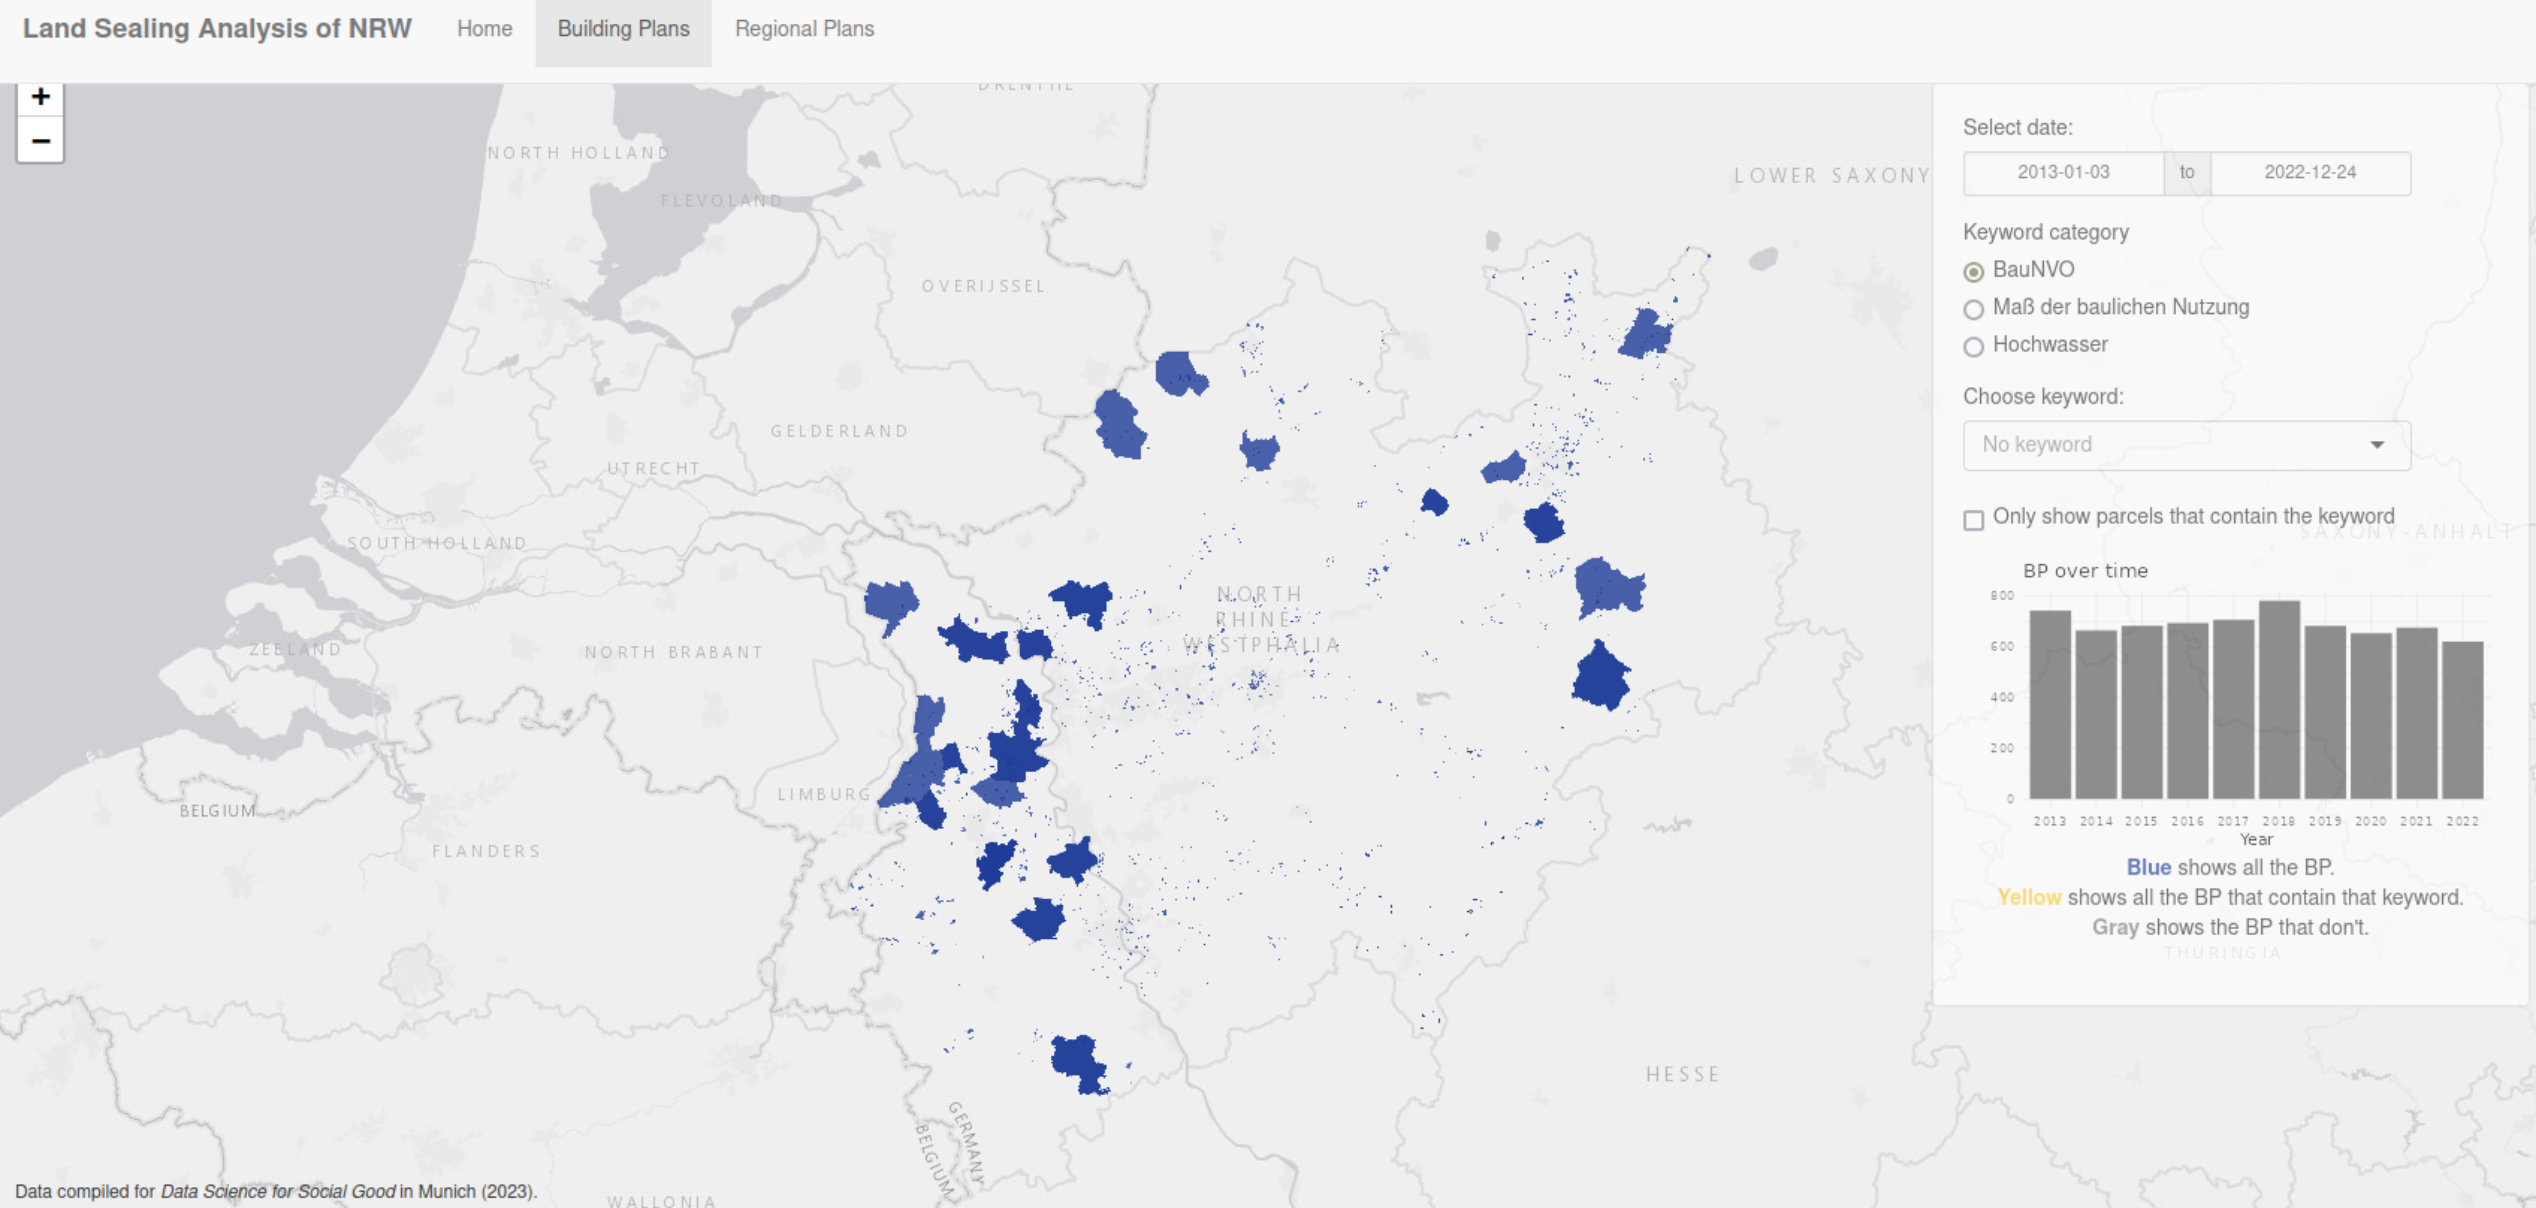 Land Sealing Analysis of NRW Home Building Plans Regional Plans
+
−
DRENTHE
NORTH HOLLAND
FLEVOLAND
LOWER SAXONY
OVERIJSSEL
GELDERLAND
UTRECHT
SOUTH HOLLAND
NORTH
RHINE-
WESTPHALIA
ZEELAND
NORTH BRABANT
LIMBURG
BELGIUM
FLANDERS
HESSE
GERMANY
BELGIUM
WALLONIA
Data compiled for Data Science for Social Good in Munich (2023).
Select date:
2013-01-03 to 2022-12-24
Keyword category
BauNVO
Maß der baulichen Nutzung
Hochwasser
Choose keyword:
No keyword
Only show parcels that contain the keyword
SAXONY-ANHALT
BP over time
800
600
400
200
0
2013 2014 2015 2016 2017 2018 2019 2020 2021 2022
Year
Blue shows all the BP.
Yellow shows all the BP that contain that keyword.
Gray shows the BP that don't.
THURINGIA